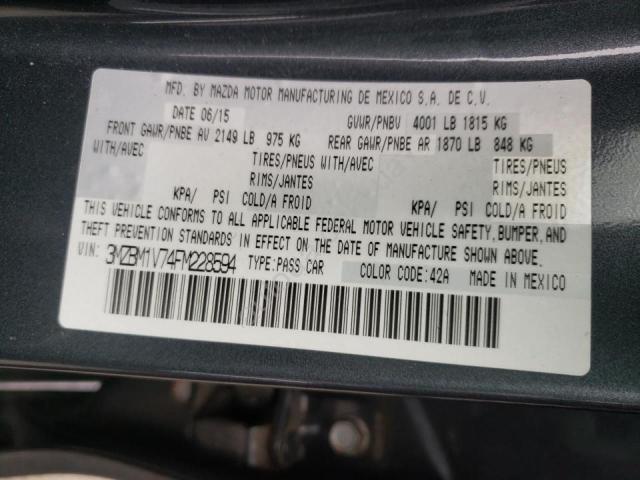 MFD. BY MAZDA MOTOR MANUFACTURING DE MEXICO S.A. DE C.V.
DATE 06/15 GVWR/PNBV 4001 LB 1815 KG
FRONT GAWR/PNBE AV 2149 LB 975 KG REAR GAWR/PNBE AR 1870 LB 848 KG
WITH/AVEC TIRES/PNEUS WITH/AVEC TIRES/PNEUS
RIMS/JANTES RIMS/JANTES
KPA/ PSI COLD/A FROID KPA/ PSI COLD/A FROID
THIS VEHICLE CONFORMS TO ALL APPLICABLE FEDERAL MOTOR VEHICLE SAFETY, BUMPER, AND
THEFT PREVENTION STANDARDS IN EFFECT ON THE DATE OF MANUFACTURE SHOWN ABOVE.
VIN: 3MZBM1V74FM228594 TYPE:PASS CAR COLOR CODE:42A MADE IN MEXICO